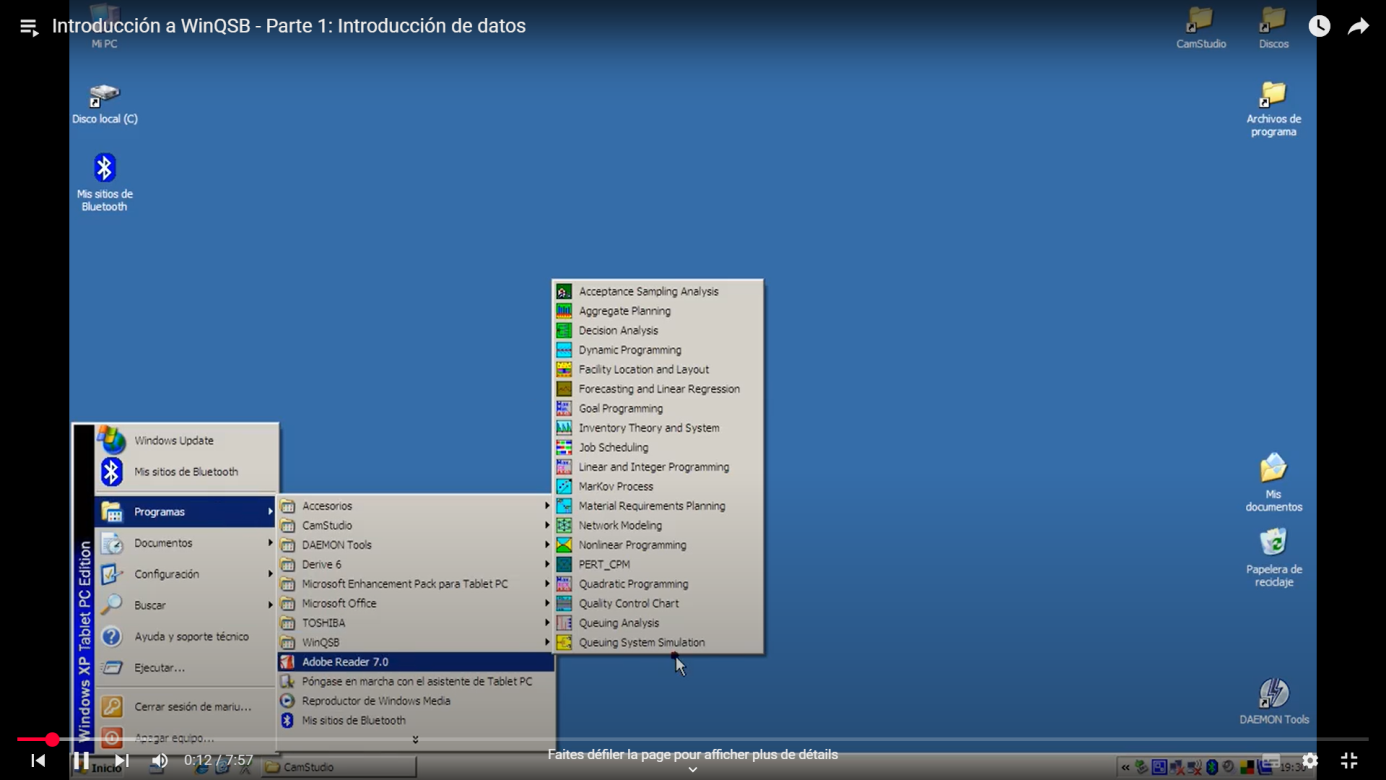 Introducción a WinQSB - Parte 1: Introducción de datos
Mi PC
CamStudio
Discos
Disco local (C)
Archivos de
programa
Mis sitios de
Bluetooth
Acceptance Sampling Analysis
Aggregate Planning
Decision Analysis
Dynamic Programming
Facility Location and Layout
Forecasting and Linear Regression
Goal Programming
Inventory Theory and System
Job Scheduling
Linear and Integer Programming
MarKov Process
Material Requirements Planning
Network Modeling
Nonlinear Programming
PERT_CPM
Quadratic Programming
Quality Control Chart
Queuing Analysis
Queuing System Simulation
Windows Update
Mis sitios de Bluetooth
Programas
Documentos
Configuración
Buscar
Ayuda y soporte técnico
Ejecutar...
Cerrar sesión de mariu...
Apagar equipo...
Windows XP Tablet PC Edition
Accesorios
CamStudio
DAEMON Tools
Derive 6
Microsoft Enhancement Pack para Tablet PC
Microsoft Office
TOSHIBA
WinQSB
Adobe Reader 7.0
Póngase en marcha con el asistente de Tablet PC
Reproductor de Windows Media
Mis sitios de Bluetooth
Mis
documentos
Papelera de
reciclaje
DAEMON Tools
Faites défiler la page pour afficher plus de détails
0:12 / 7:57
Inicio
CamStudio